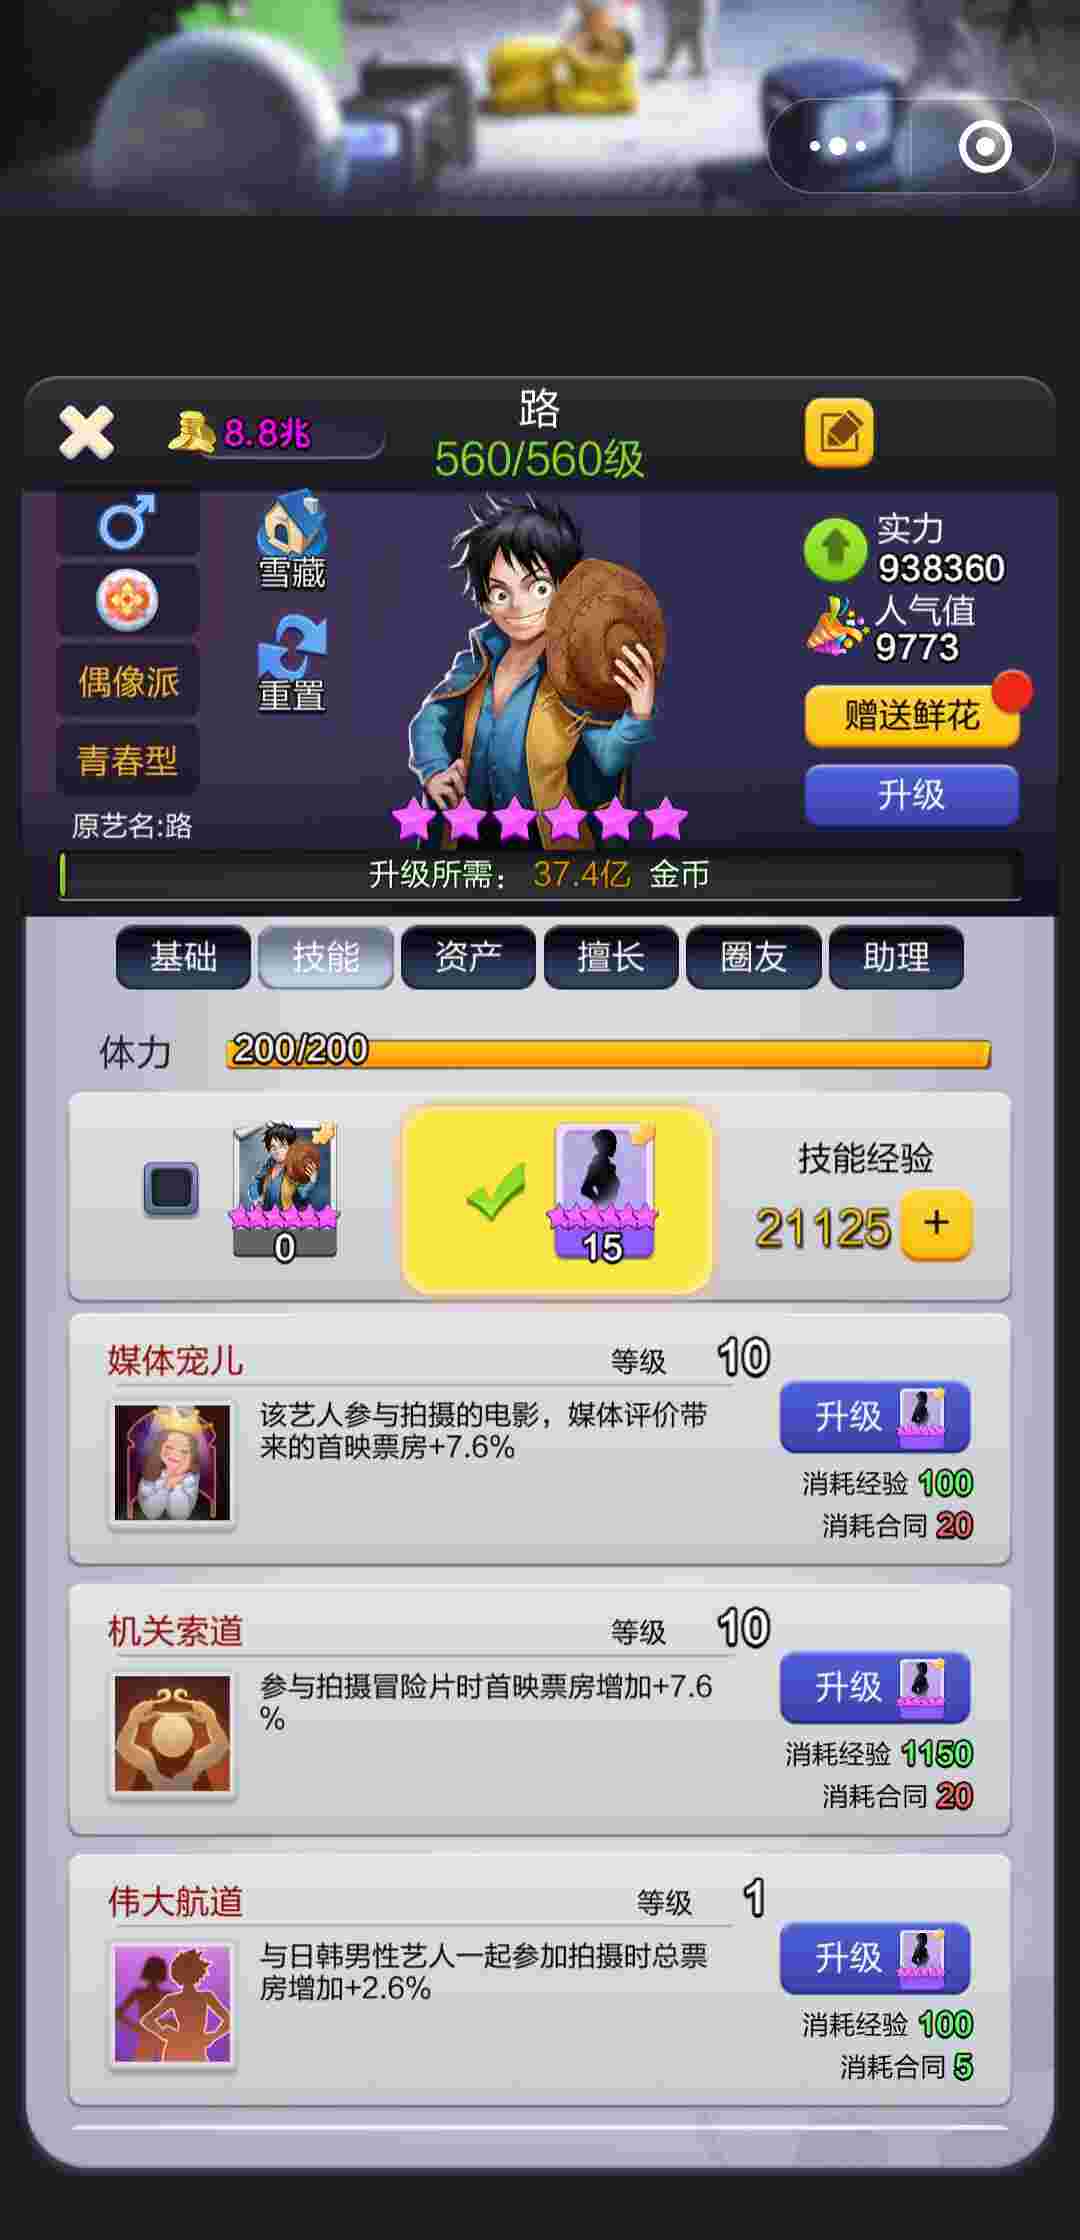 路
8.8兆
560/560级
雪藏
重置
偶像派
青春型
原艺名:路
实力
938360
人气值
9773
赠送鲜花
升级
升级所需： 37.4亿 金币
基础 技能 资产 擅长 圈友 助理
体力 200/200
0
15
技能经验
21125 +
媒体宠儿 等级 10
该艺人参与拍摄的电影，媒体评价带
来的首映票房+7.6%
升级
消耗经验 100
消耗合同 20
机关索道 等级 10
参与拍摄冒险片时首映票房增加+7.6
%
升级
消耗经验 1150
消耗合同 20
伟大航道 等级 1
与日韩男性艺人一起参加拍摄时总票
房增加+2.6%
升级
消耗经验 100
消耗合同 5